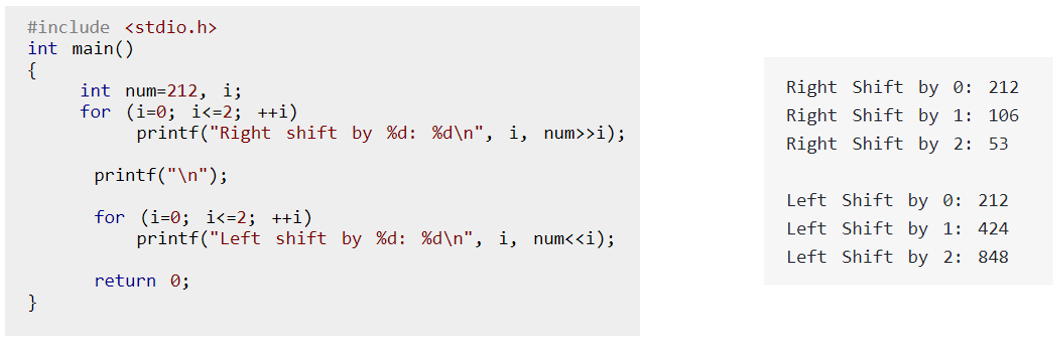 #include <stdio.h>
int main()
{
int num=212, i;
for (i=0; i<=2; ++i)
printf("Right shift by %d: %d\n", i, num>>i);
printf("\n");
for (i=0; i<=2; ++i)
printf("Left shift by %d: %d\n", i, num<<i);
return 0;
}
Right Shift by 0: 212
Right Shift by 1: 106
Right Shift by 2: 53
Left Shift by 0: 212
Left Shift by 1: 424
Left Shift by 2: 848